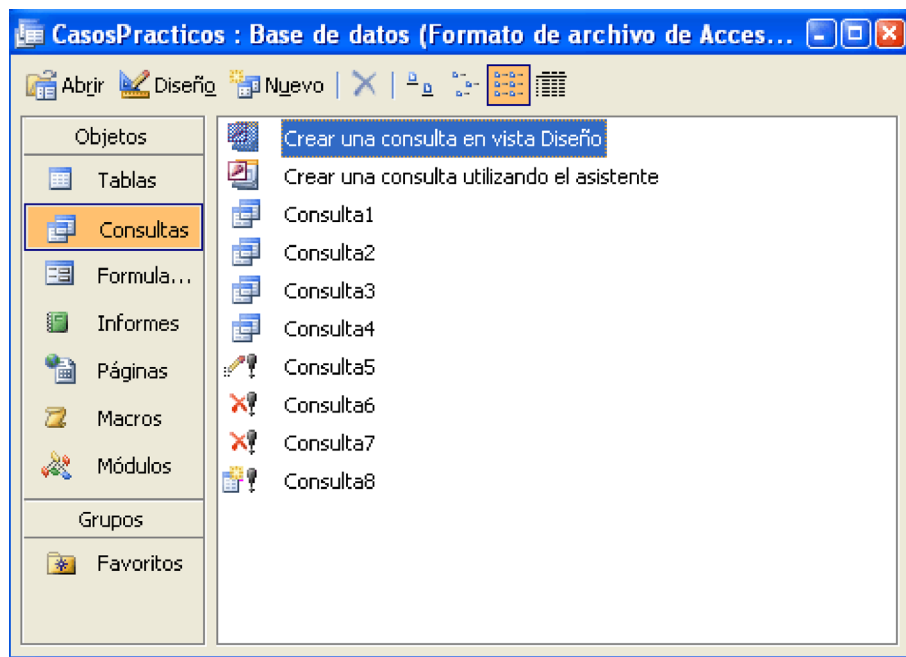 CasosPracticos : Base de datos (Formato de archivo de Acces...
Abrir Diseño Nuevo
Objetos
Tablas
Consultas
Formula...
Informes
Páginas
Macros
Módulos
Grupos
Favoritos
Crear una consulta en vista Diseño
Crear una consulta utilizando el asistente
Consulta1
Consulta2
Consulta3
Consulta4
Consulta5
Consulta6
Consulta7
Consulta8